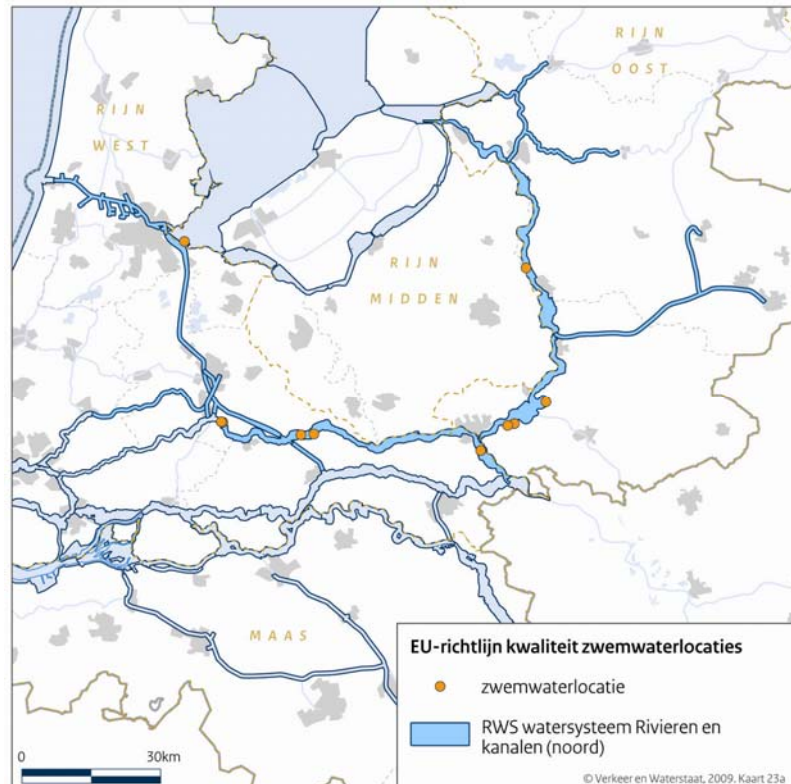 RIJN
OOST
RIJN
WEST
RIJN
MIDDEN
MAAS
EU-richtlijn kwaliteit zwemwaterlocaties
zwemwaterlocatie
RWS watersysteem Rivieren en
kanalen (noord)
0 30km
© Verkeer en Waterstaat, 2009. Kaart 23a